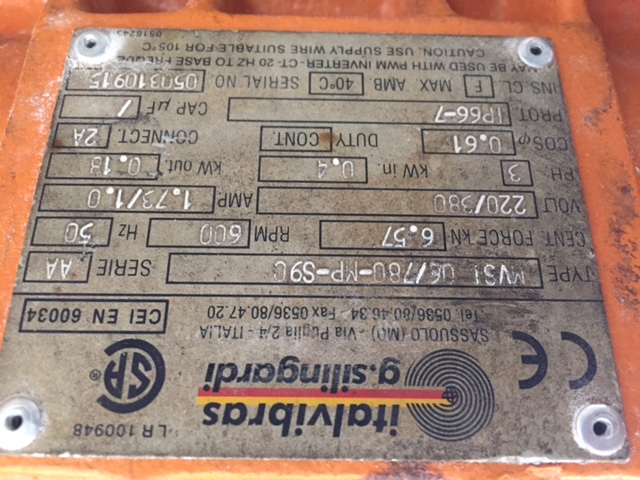 LR 100948
italvibras
g.silingardi
SASSUOLO (MO) - Via Puglia 2/4 - ITALIA
Tel. 0536/80.46.34 - Fax 0536/80.47.20
CE
SA
CEI EN 60034
TYPE MVSI 06/780-MP-S90 SERIE AA
CENT. FORCE KN 6.57 RPM 600 Hz 50
VOLT 220/380 AMP. 1.73/1.0
PH. 3 kW in. 0.4 kW out. 0.18
COSφ 0.61 DUTY CONT. CONNECT. 2A
PROT. IP66-7 CAP. µF /
INS. CL. F MAX AMB. 40°C SERIAL NO. 050310915
MAY BE USED WITH PWM INVERTER-CT- 20 HZ TO BASE FREQUE
CAUTION. USE SUPPLY WIRE SUITABLE FOR 105°C